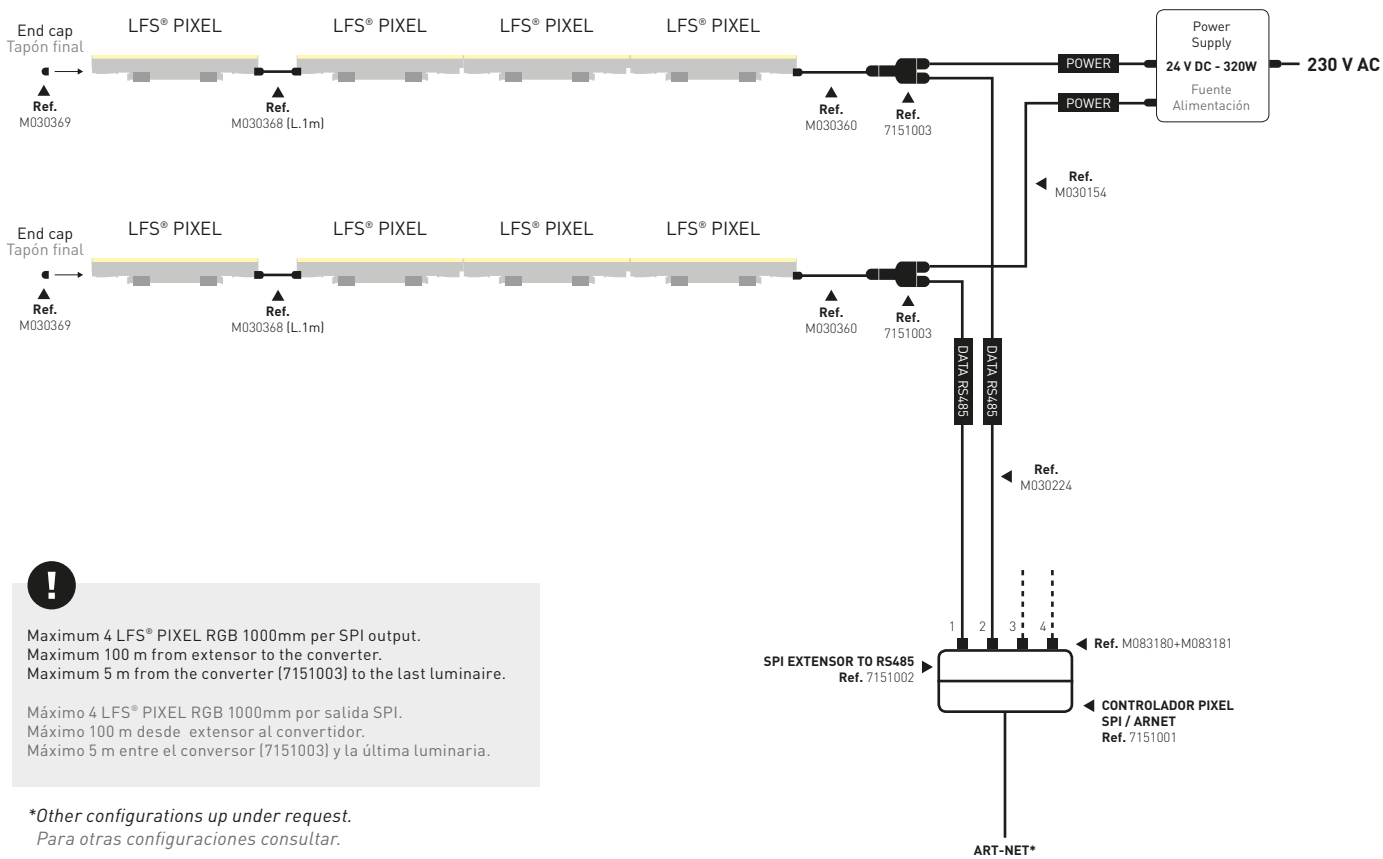 End cap
Tapón final
LFS® PIXEL
LFS® PIXEL
LFS® PIXEL
LFS® PIXEL
Ref.
M030369
Ref.
M030368 (L.1m)
Ref.
M030360
Ref.
7151003
POWER
POWER
Power
Supply
24 V DC - 320W
Fuente
Alimentación
230 V AC
Ref.
M030154
End cap
Tapón final
LFS® PIXEL
LFS® PIXEL
LFS® PIXEL
LFS® PIXEL
Ref.
M030369
Ref.
M030368 (L.1m)
Ref.
M030360
Ref.
7151003
DATA RS485
DATA RS485
Ref.
M030224
1
2
3
4
Ref. M083180+M083181
SPI EXTENSOR TO RS485
Ref. 7151002
CONTROLADOR PIXEL
SPI / ARNET
Ref. 7151001
ART-NET*
!
Maximum 4 LFS® PIXEL RGB 1000mm per SPI output.
Maximum 100 m from extensor to the converter.
Maximum 5 m from the converter (7151003) to the last luminaire.
Máximo 4 LFS® PIXEL RGB 1000mm por salida SPI.
Máximo 100 m desde extensor al convertidor.
Máximo 5 m entre el conversor (7151003) y la última luminaria.
*Other configurations up under request.
Para otras configuraciones consultar.